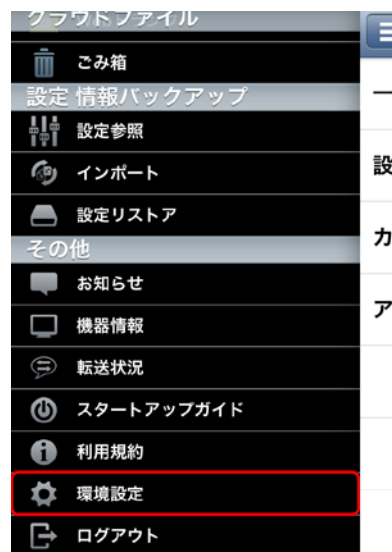 クラウドファイル
ごみ箱
設定 情報バックアップ
設定参照
インポート
設定リストア
その他
お知らせ
機器情報
転送状況
スタートアップガイド
利用規約
環境設定
ログアウト
一
設
カ
ア